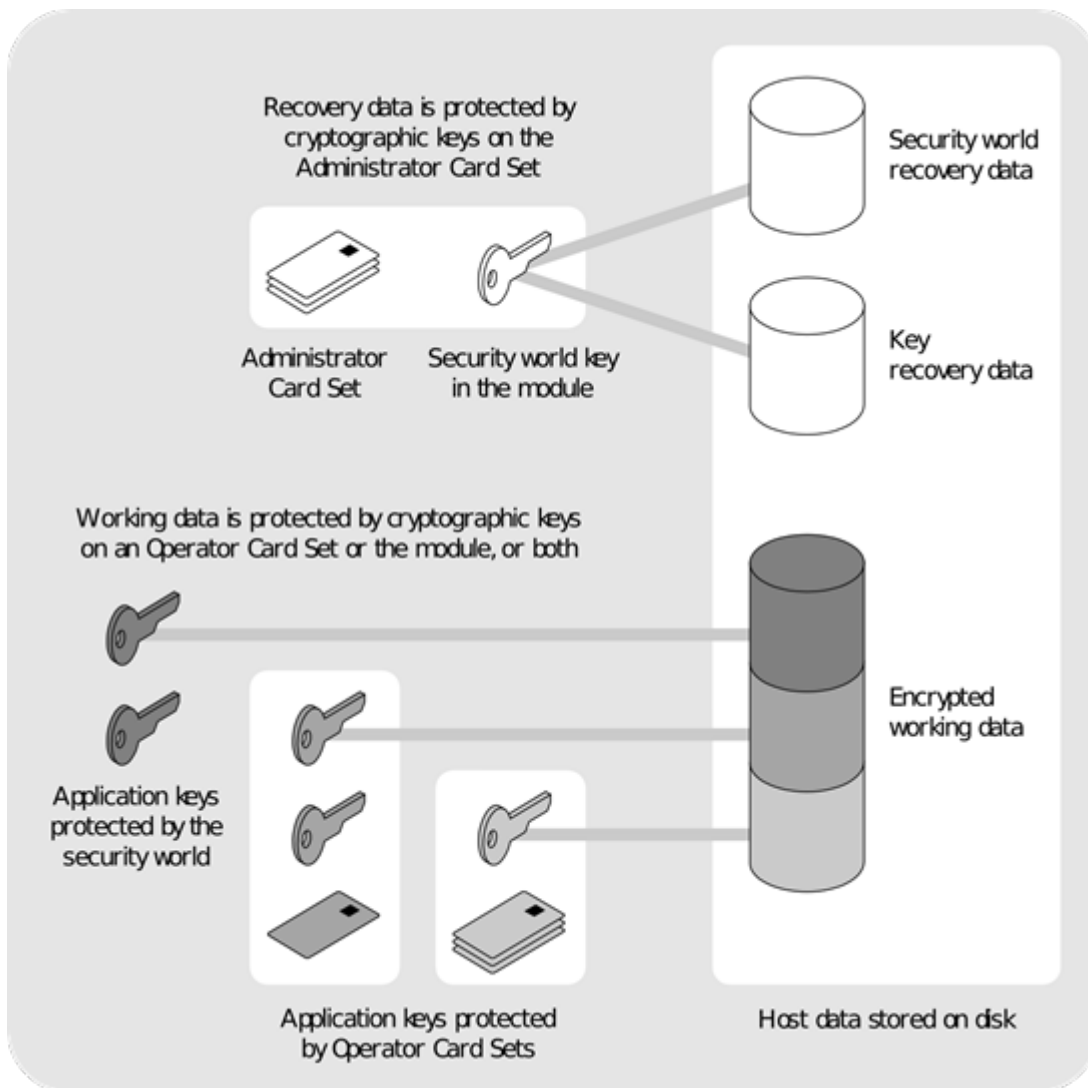 Recovery data is protected by
cryptographic keys on the
Administrator Card Set
Security world
recovery data
Administrator
Card Set
Security world key
in the module
Key
recovery data
Working data is protected by cryptographic keys
on an Operator Card Set or the module, or both
Encrypted
working data
Application keys
protected by the
security world
Application keys protected
by Operator Card Sets
Host data stored on disk